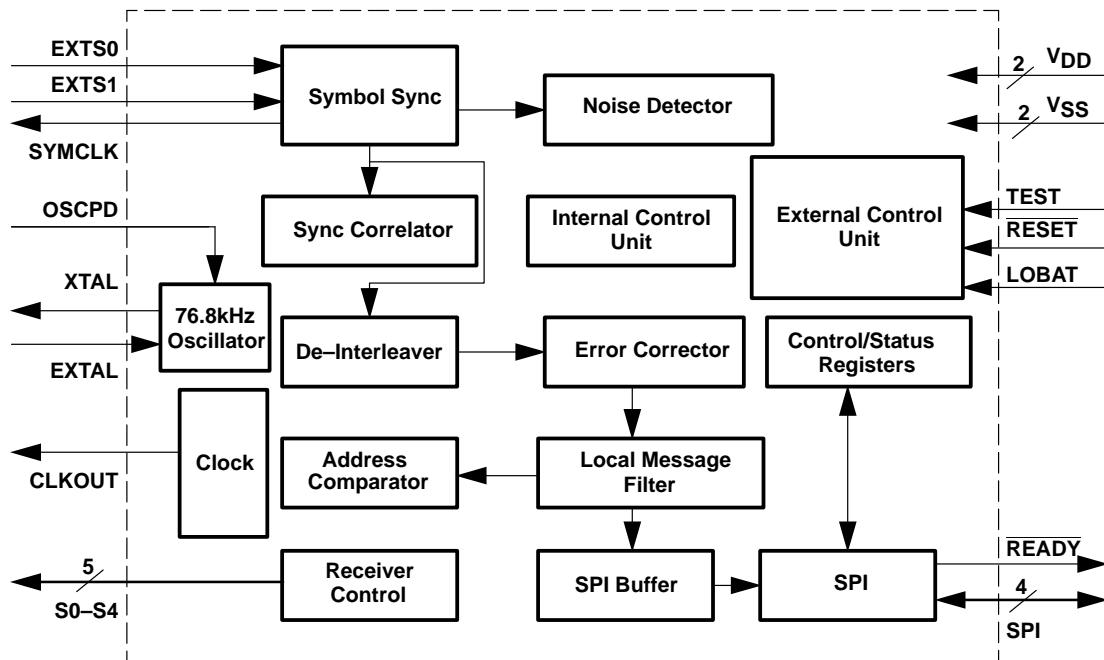 EXTS0
EXTS1
SYMCLK
OSCPD
XTAL
EXTAL
CLKOUT
5
S0–S4
Symbol Sync
Noise Detector
Sync Correlator
Internal Control
Unit
External Control
Unit
76.8kHz
Oscillator
De–Interleaver
Error Corrector
Control/Status
Registers
Clock
Address
Comparator
Local Message
Filter
Receiver
Control
SPI Buffer
SPI
2
VDD
2
VSS
TEST
RESET
LOBAT
READY
4
SPI